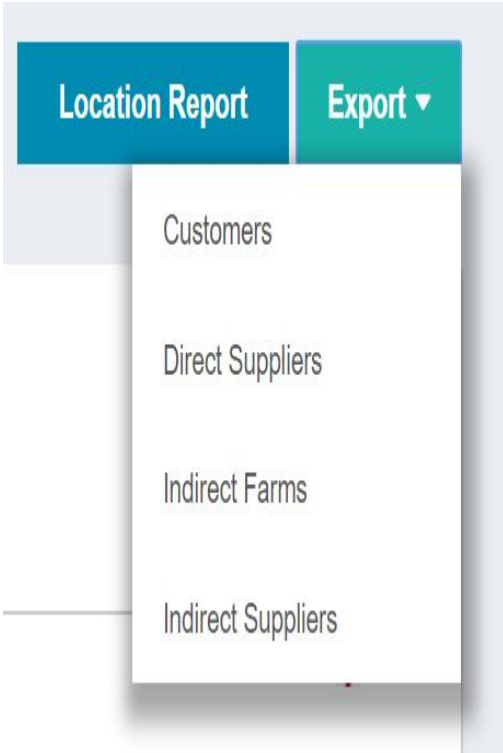 Location Report
Export
Customers
Direct Suppliers
Indirect Farms
Indirect Suppliers